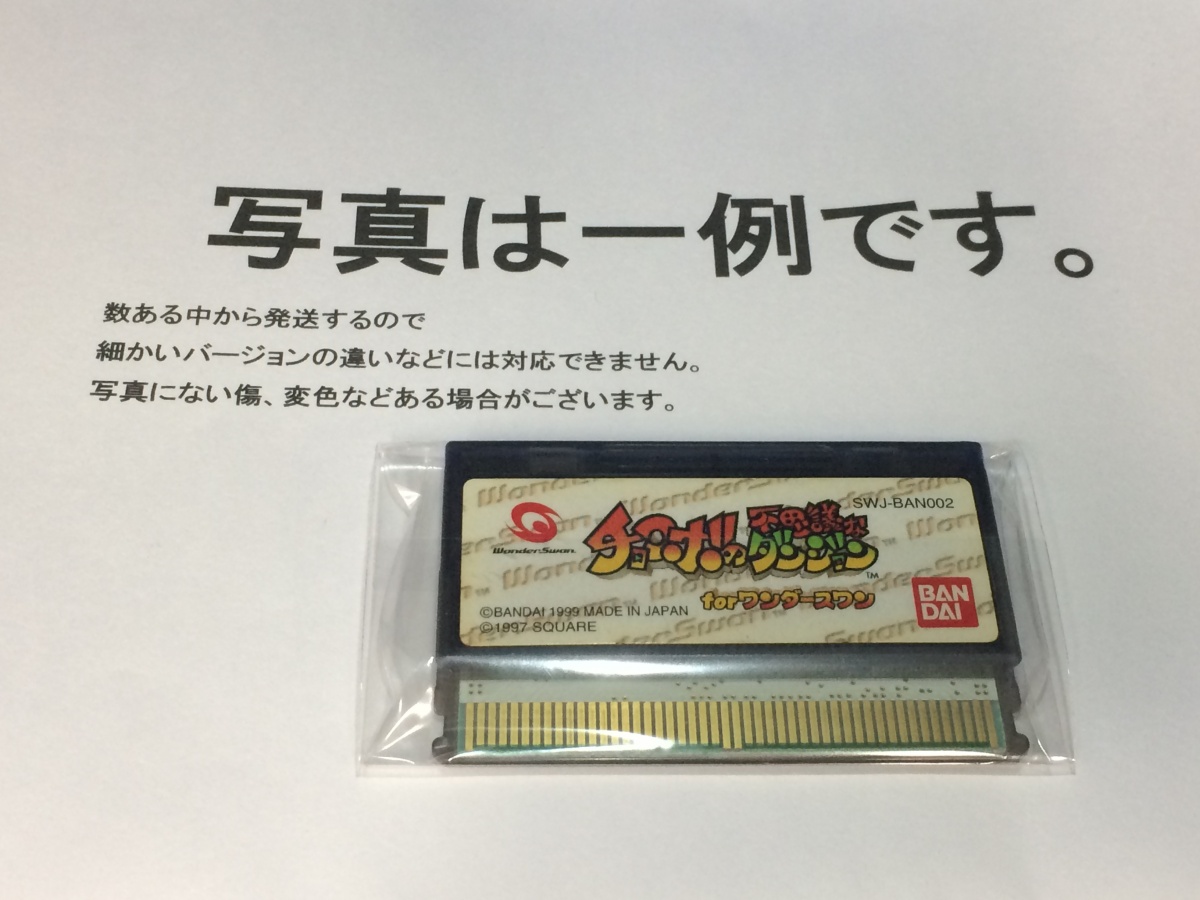 写真は一例です。
数ある中から発送するので
細かいバージョンの違いなどには対応できません。
写真にない傷、変色などある場合がございます。
SWJ-BAN002
WonderSwan
チョコボの不思議なダンジョン™
forワンダースワン
©BANDAI 1999 MADE IN JAPAN
©1997 SQUARE
BAN
DAI